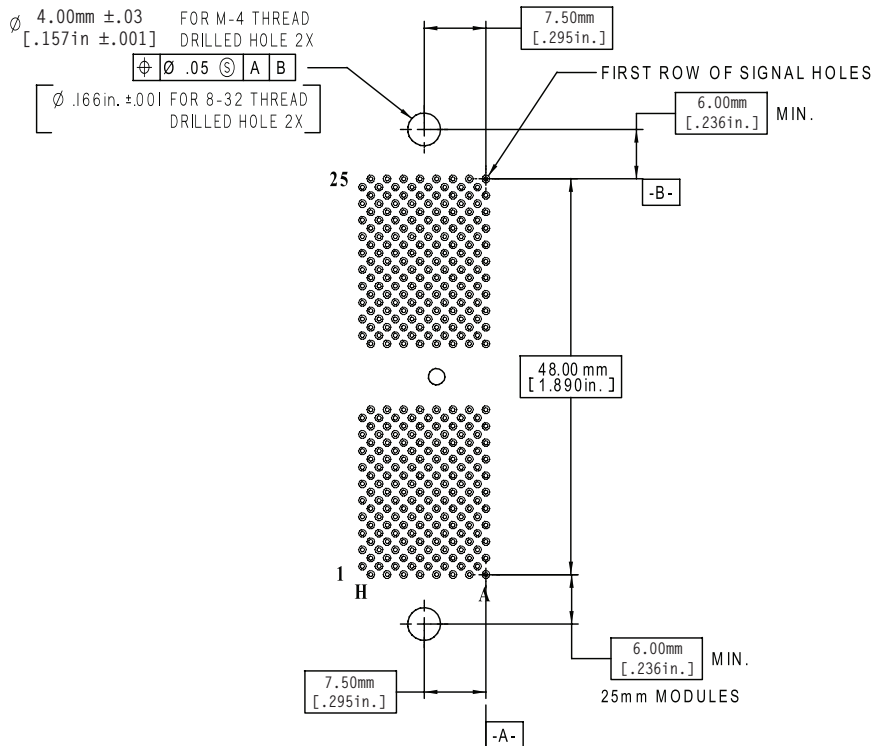 Ø 4.00mm ±.03 FOR M-4 THREAD
[.157in ±.001] DRILLED HOLE 2X
⌖ Ø .05 Ⓢ A B
[Ø .166in. ±.001 FOR 8-32 THREAD
DRILLED HOLE 2X]
7.50mm
[.295in.]
FIRST ROW OF SIGNAL HOLES
6.00mm
[.236in.] MIN.
25
-B-
48.00 mm
[1.890in.]
1
H A
6.00mm
[.236in.] MIN.
25mm MODULES
7.50mm
[.295in.]
-A-